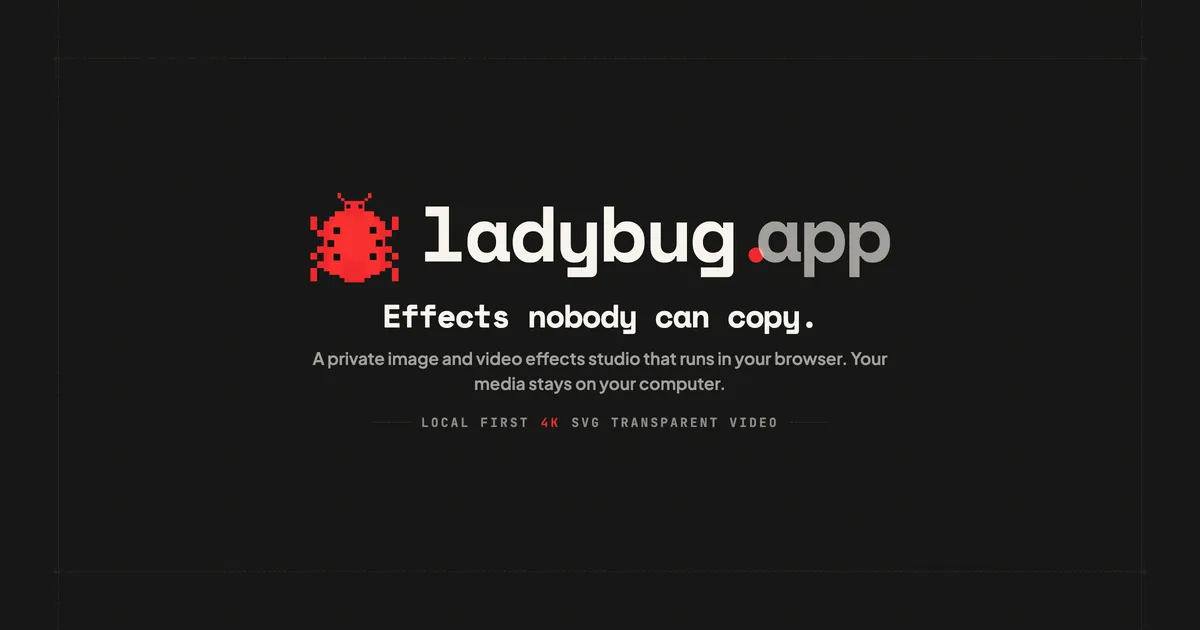 ladybug.app
Effects nobody can copy.
A private image and video effects studio that runs in your browser. Your
media stays on your computer.
LOCAL FIRST 4K SVG TRANSPARENT VIDEO